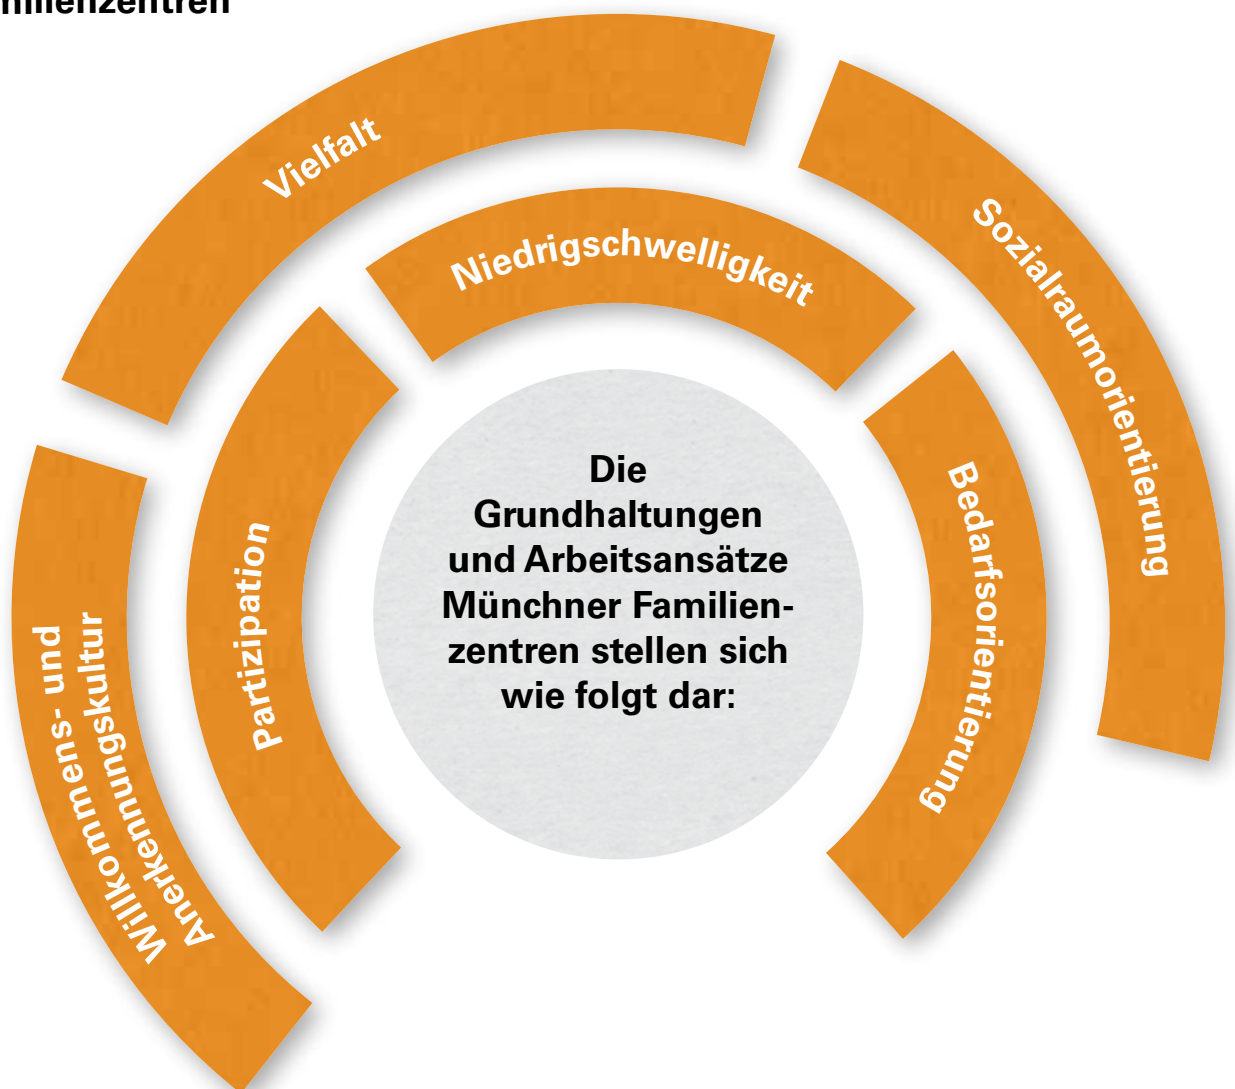 Vielfalt
Sozialraumorientierung
Niedrigschwelligkeit
Willkommens- und
Anerkennungskultur
Partizipation
Bedarfsorientierung
Die
Grundhaltungen
und Arbeitsansätze
Münchner Familien-
zentren stellen sich
wie folgt dar: